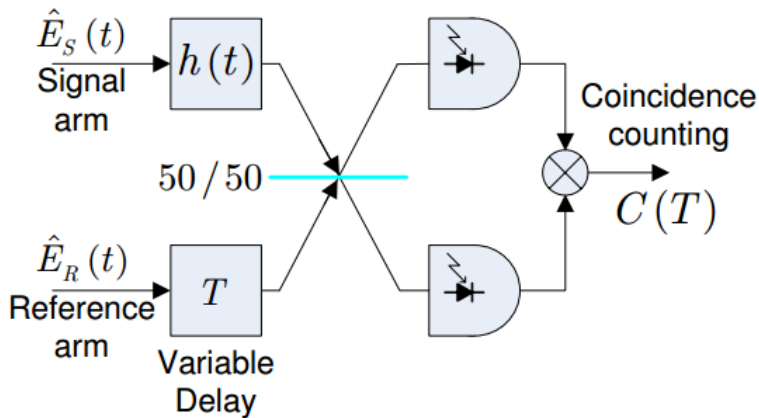 Ê_S (t)
Signal
arm
h (t)
50 / 50
Coincidence
counting
C (T)
Ê_R (t)
Reference
arm
T
Variable
Delay